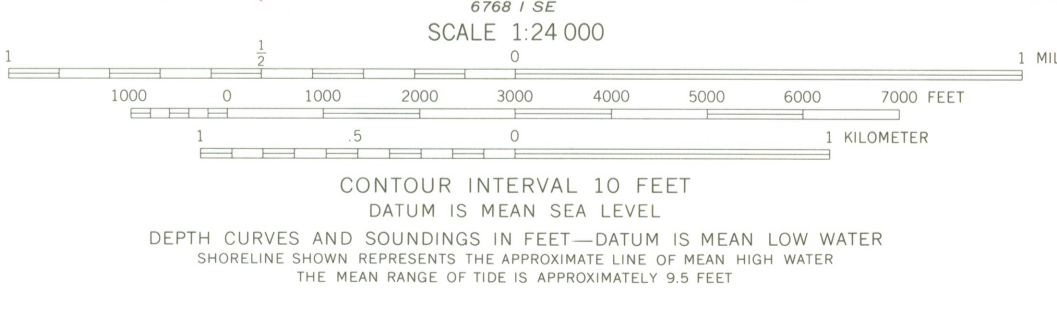 6768 I SE
SCALE 1:24 000
1 1/2 0 1 MIL
1000 0 1000 2000 3000 4000 5000 6000 7000 FEET
1 .5 0 1 KILOMETER
CONTOUR INTERVAL 10 FEET
DATUM IS MEAN SEA LEVEL
DEPTH CURVES AND SOUNDINGS IN FEET—DATUM IS MEAN LOW WATER
SHORELINE SHOWN REPRESENTS THE APPROXIMATE LINE OF MEAN HIGH WATER
THE MEAN RANGE OF TIDE IS APPROXIMATELY 9.5 FEET